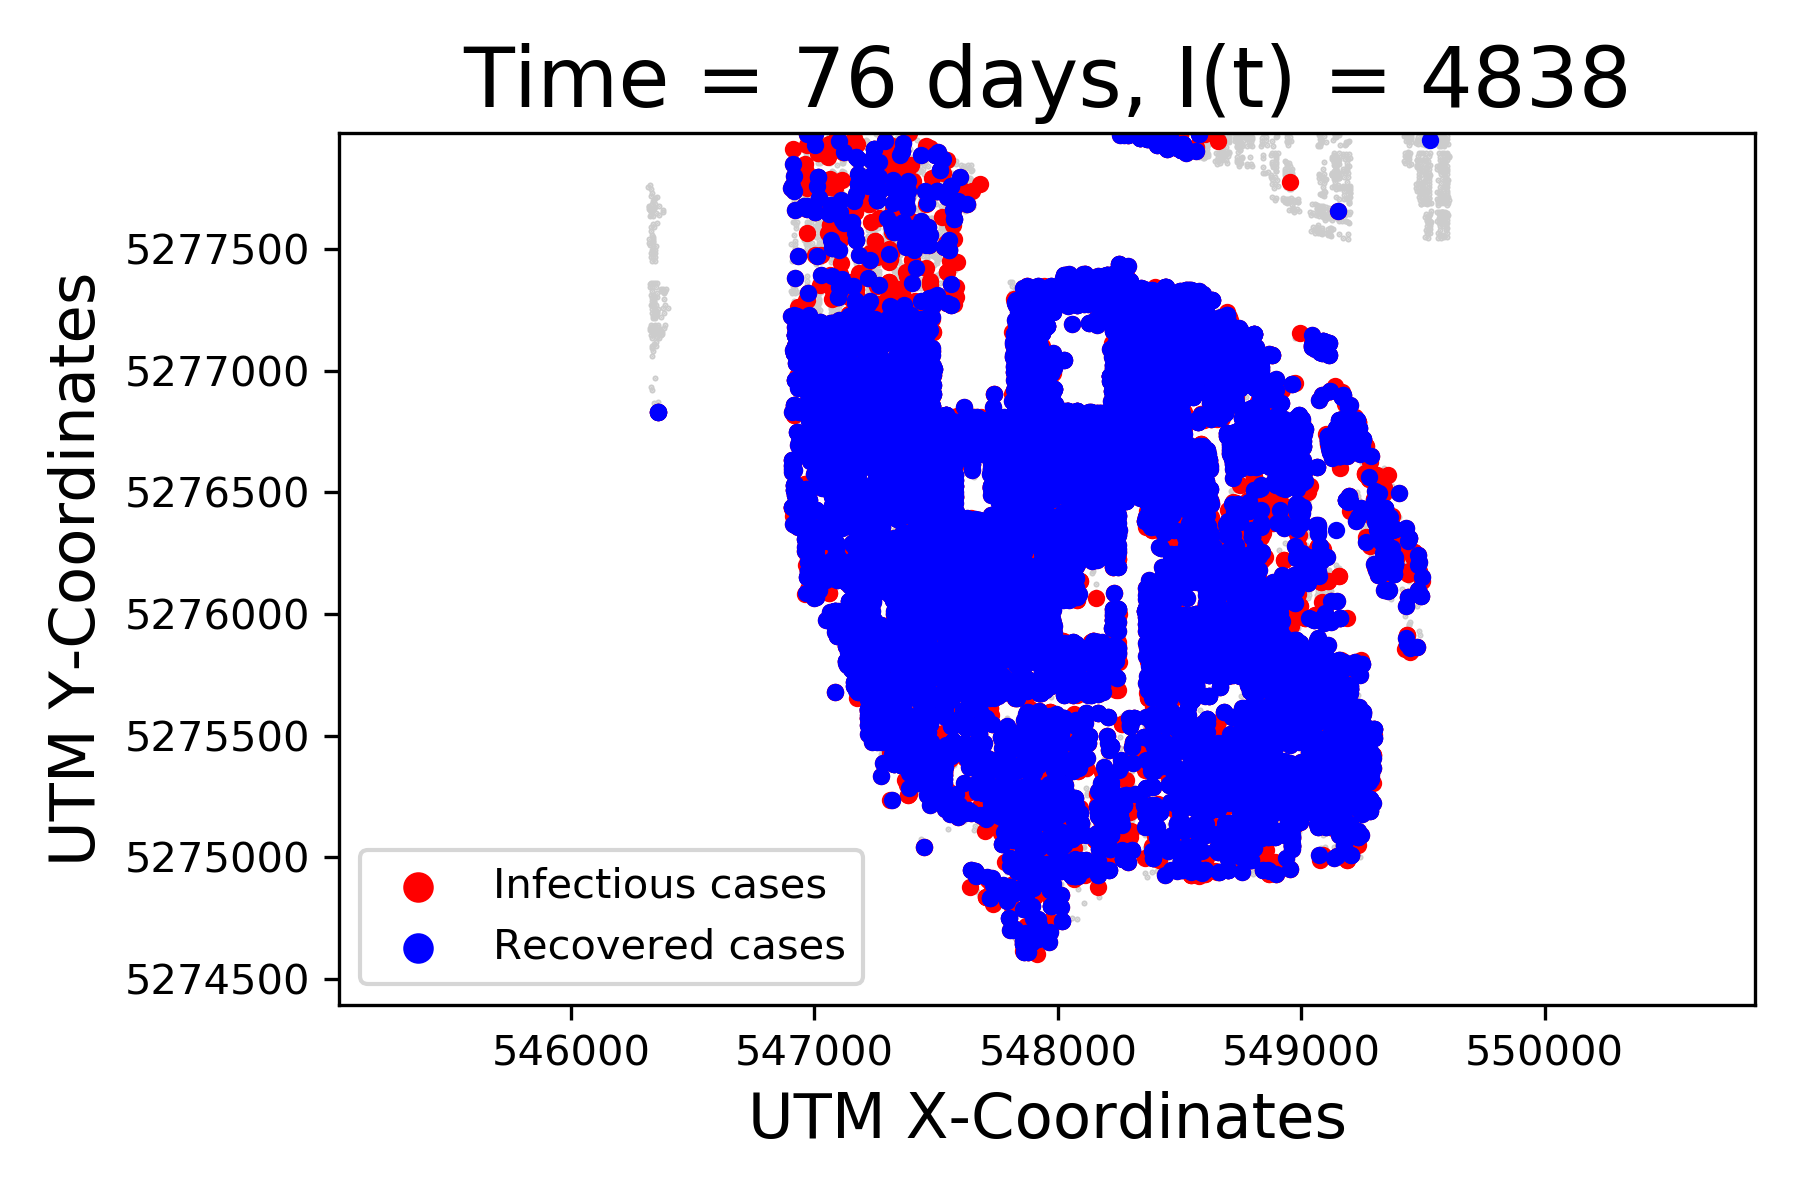 Time = 76 days, I(t) = 4838
UTM Y-Coordinates
5277500
5277000
5276500
5276000
5275500
5275000
5274500
Infectious cases
Recovered cases
546000 547000 548000 549000 550000
UTM X-Coordinates